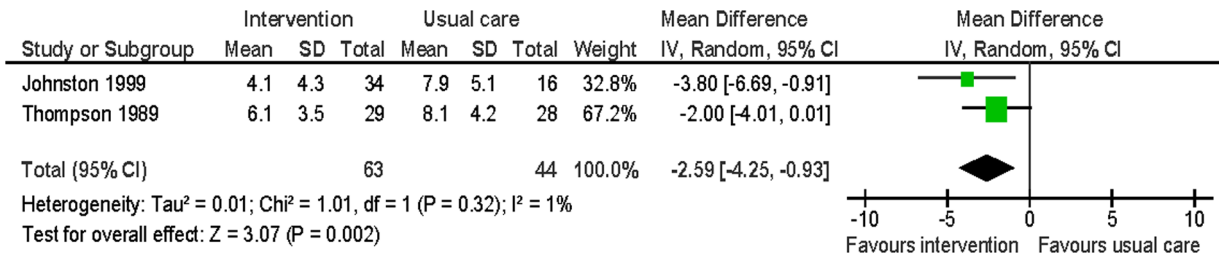 Intervention Usual care Mean Difference Mean Difference
Study or Subgroup Mean SD Total Mean SD Total Weight IV, Random, 95% CI IV, Random, 95% CI
Johnston 1999 4.1 4.3 34 7.9 5.1 16 32.8% -3.80 [-6.69, -0.91]
Thompson 1989 6.1 3.5 29 8.1 4.2 28 67.2% -2.00 [-4.01, 0.01]
Total (95% CI) 63 44 100.0% -2.59 [-4.25, -0.93]
Heterogeneity: Tau² = 0.01; Chi² = 1.01, df = 1 (P = 0.32); I² = 1%
Test for overall effect: Z = 3.07 (P = 0.002)
-10 -5 0 5 10
Favours intervention Favours usual care